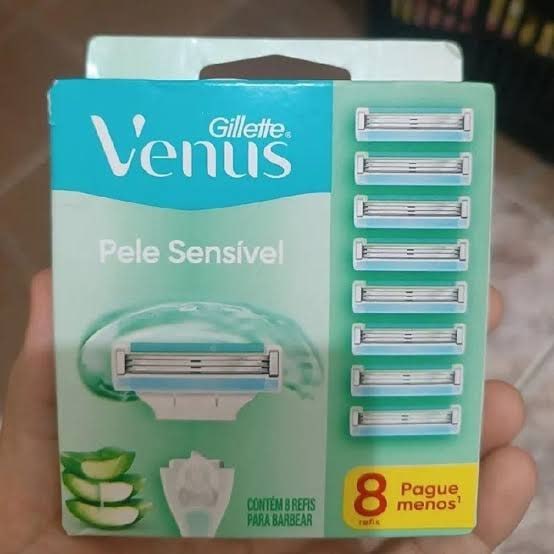 Gillette®
Venus
Pele Sensível
CONTÉM 8 REFIS
PARA BARBEAR
8
refis
Pague
menos¹